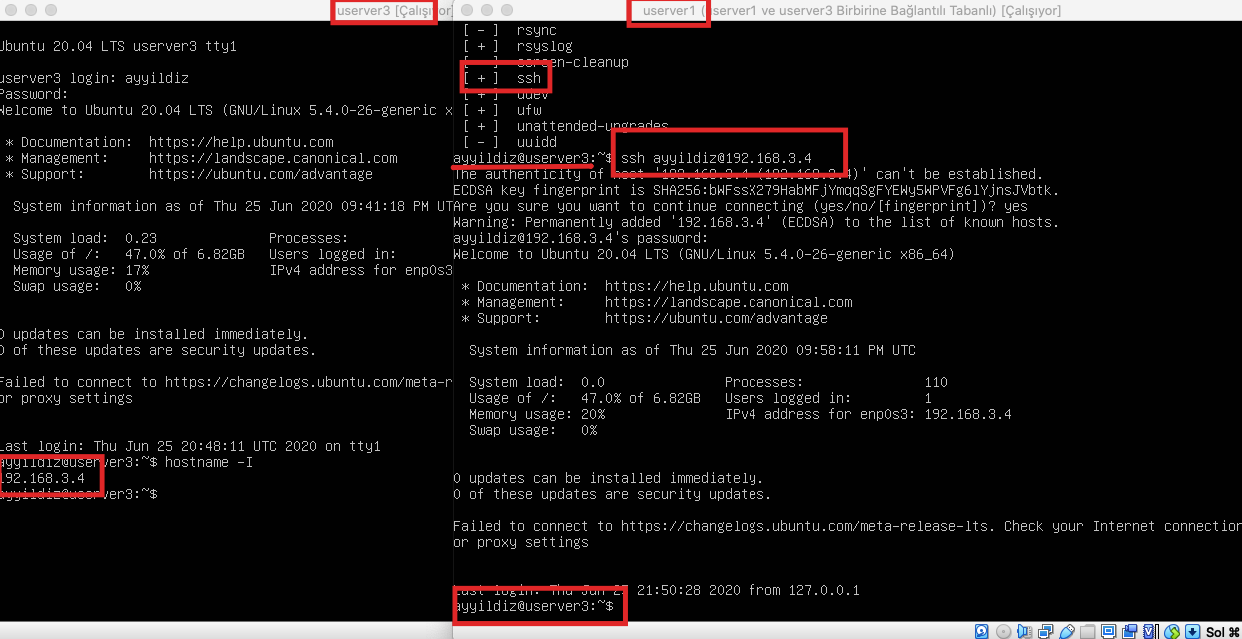 userver3 [Çalışıyor
Ubuntu 20.04 LTS userver3 tty1
userver3 login: ayyildiz
Password:
Welcome to Ubuntu 20.04 LTS (GNU/Linux 5.4.0-26-generic x
* Documentation: https://help.ubuntu.com
* Management: https://landscape.canonical.com
* Support: https://ubuntu.com/advantage
System information as of Thu 25 Jun 2020 09:41:18 PM UT
System load: 0.23 Processes:
Usage of /: 47.0% of 6.82GB Users logged in:
Memory usage: 17% IPv4 address for enp0s3
Swap usage: 0%
0 updates can be installed immediately.
0 of these updates are security updates.
Failed to connect to https://changelogs.ubuntu.com/meta-r
or proxy settings
Last login: Thu Jun 25 20:48:11 UTC 2020 on tty1
ayyildiz@userver3:~$ hostname -I
192.168.3.4
ayyildiz@userver3:~$
userver1 (userver1 ve userver3 Birbirine Bağlantılı Tabanlı) [Çalışıyor]
[ - ] rsync
[ + ] rsyslog
[ - ] screen-cleanup
[ + ] ssh
[ + ] udev
[ + ] ufw
[ + ] unattended-upgrades
[ - ] uuidd
ayyildiz@userver3:~$ ssh ayyildiz@192.168.3.4
The authenticity of host '192.168.3.4 (192.168.3.4)' can't be established.
ECDSA key fingerprint is SHA256:bWFssX279HabMFjYmqqSgFYEWy5WPVFg6lYjnsJVbtk.
Are you sure you want to continue connecting (yes/no/[fingerprint])? yes
Warning: Permanently added '192.168.3.4' (ECDSA) to the list of known hosts.
ayyildiz@192.168.3.4's password:
Welcome to Ubuntu 20.04 LTS (GNU/Linux 5.4.0-26-generic x86_64)
* Documentation: https://help.ubuntu.com
* Management: https://landscape.canonical.com
* Support: https://ubuntu.com/advantage
System information as of Thu 25 Jun 2020 09:58:11 PM UTC
System load: 0.0 Processes: 110
Usage of /: 47.0% of 6.82GB Users logged in: 1
Memory usage: 20% IPv4 address for enp0s3: 192.168.3.4
Swap usage: 0%
0 updates can be installed immediately.
0 of these updates are security updates.
Failed to connect to https://changelogs.ubuntu.com/meta-release-lts. Check your Internet connection
or proxy settings
Last login: Thu Jun 25 21:50:28 2020 from 127.0.0.1
ayyildiz@userver3:~$
Sol ⌘